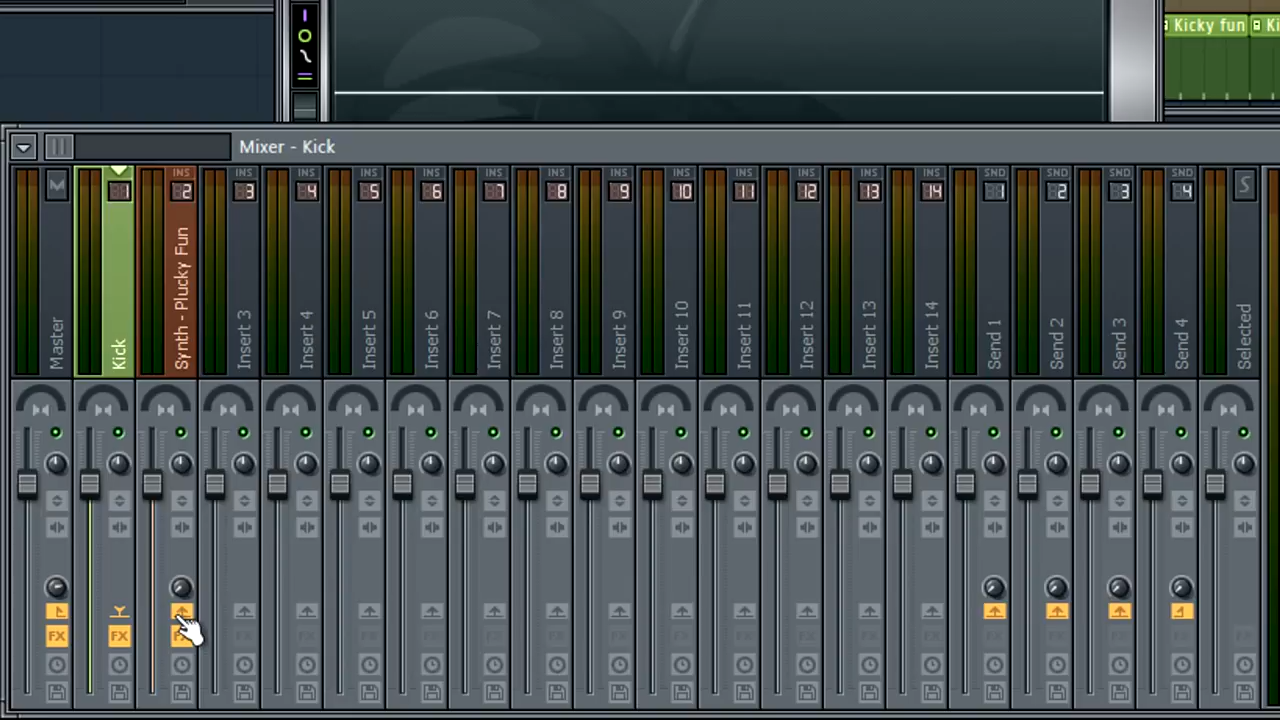 Kicky fun
Ki
Mixer - Kick
INS INS INS INS INS INS INS INS INS INS INS INS INS SND SND SND SND
M 1 2 3 4 5 6 7 8 9 10 11 12 13 14 1 2 3 4 S
Master
Kick
Synth - Plucky Fun
Insert 3
Insert 4
Insert 5
Insert 6
Insert 7
Insert 8
Insert 9
Insert 10
Insert 11
Insert 12
Insert 13
Insert 14
Send 1
Send 2
Send 3
Send 4
Selected
FX FX